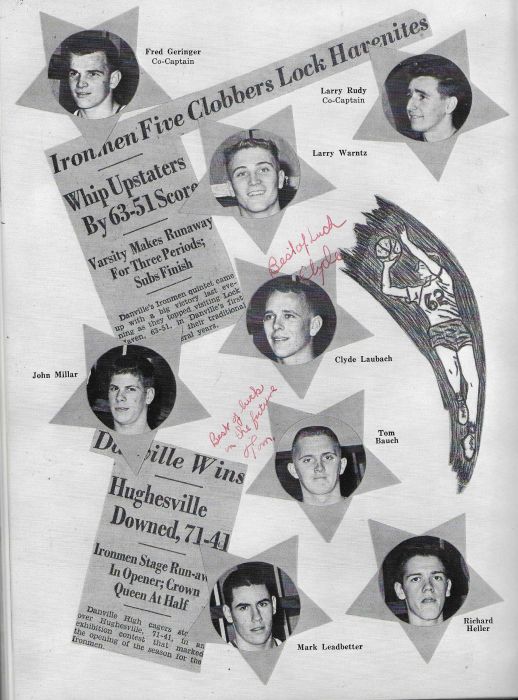 Fred Geringer
Co-Captain
Ironmen Five Clobbers Lock Havenites
Larry Rudy
Co-Captain
Larry Warntz
Whip Upstaters
By 63-51 Score
Varsity Makes Runaway
For Three Periods;
Subs Finish
Danville's Ironmen quintet came
up with a big victory last eve-
ning as they topped visiting Lock
Haven, 63-51, in Danville's first
their traditional
eral years.
Best of Luck
Clyde
Clyde Laubach
John Millar
Best of luck
in the future
Tom
Tom
Bauch
Danville Wins
Hughesville
Downed, 71-41
Ironmen Stage Run-aw
In Opener; Crown
Queen At Half
Danville High cagers
over Hughesville, 71-41, in an
exhibition contest that marked
the opening of the season for the
Ironmen.
62
Mark Leadbetter
Richard
Heller